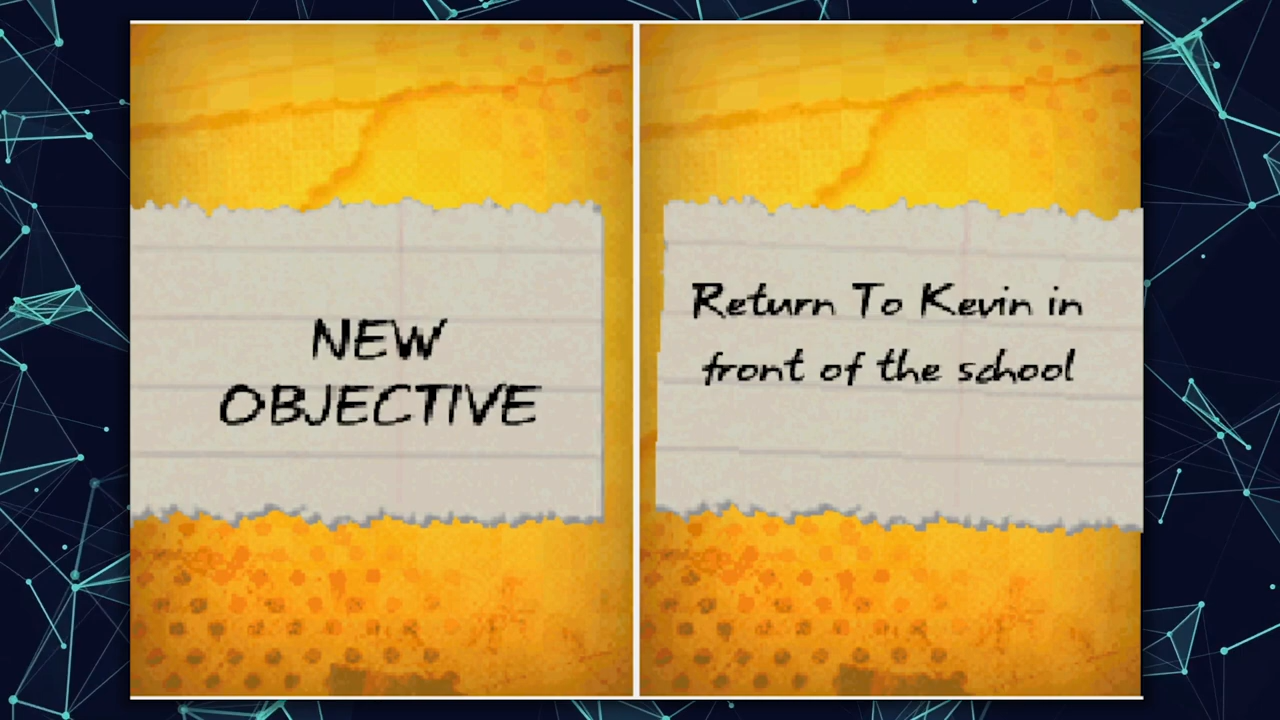 NEW
OBJECTIVE
Return To Kevin in
front of the school